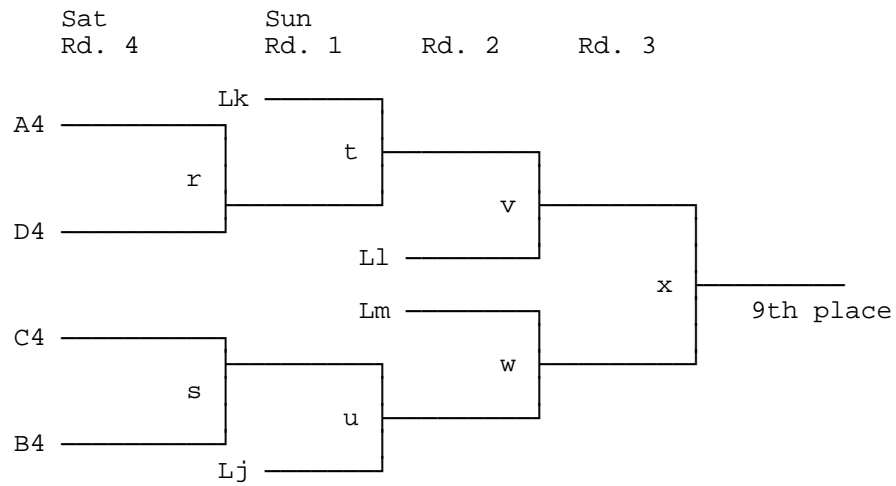 Sat Sun
Rd. 4 Rd. 1 Rd. 2 Rd. 3
Lk
A4
t
r
v
D4
Ll
x
Lm 9th place
C4
w
s
u
B4
Lj